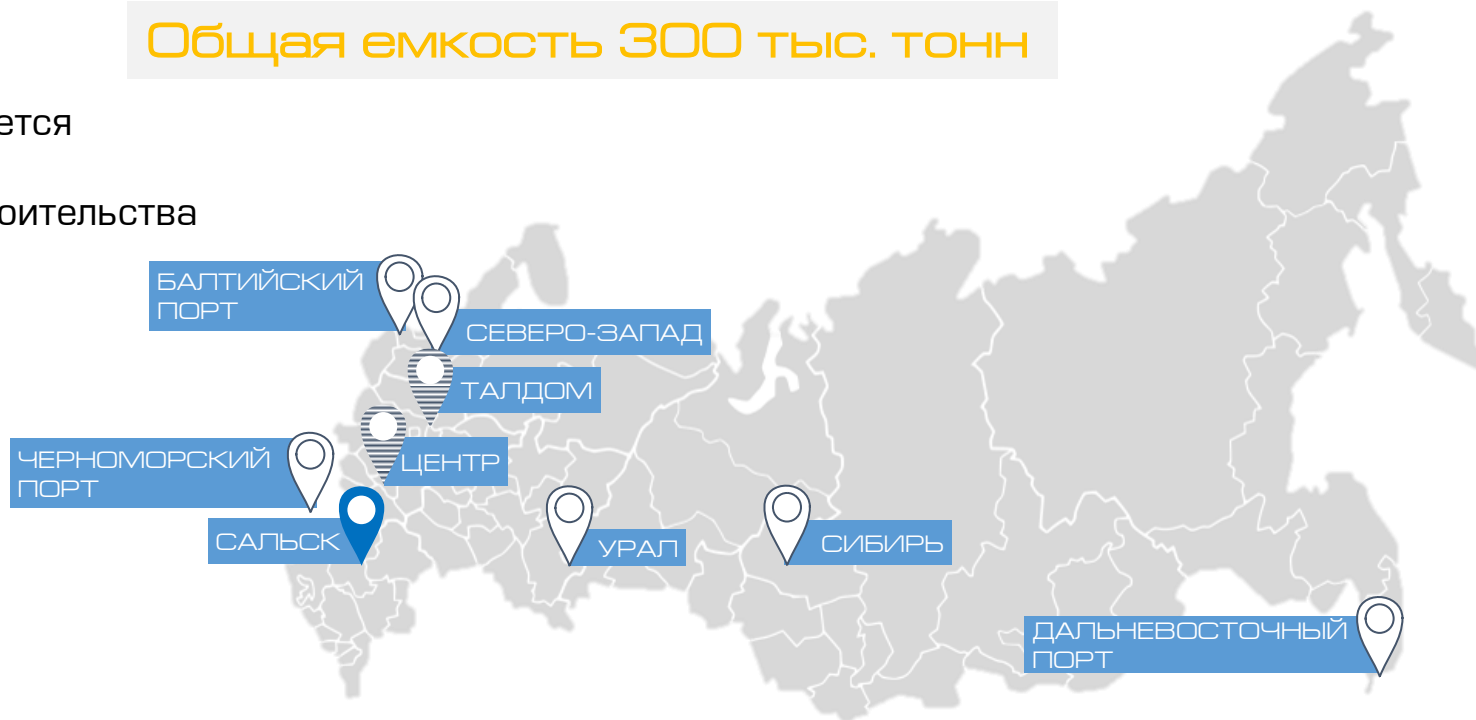 Общая емкость 300 тыс. тонн
ется
оительства
БАЛТИЙСКИЙ
ПОРТ
СЕВЕРО-ЗАПАД
ТАЛДОМ
ЧЕРНОМОРСКИЙ
ПОРТ
ЦЕНТР
САЛЬСК
УРАЛ
СИБИРЬ
ДАЛЬНЕВОСТОЧНЫЙ
ПОРТ